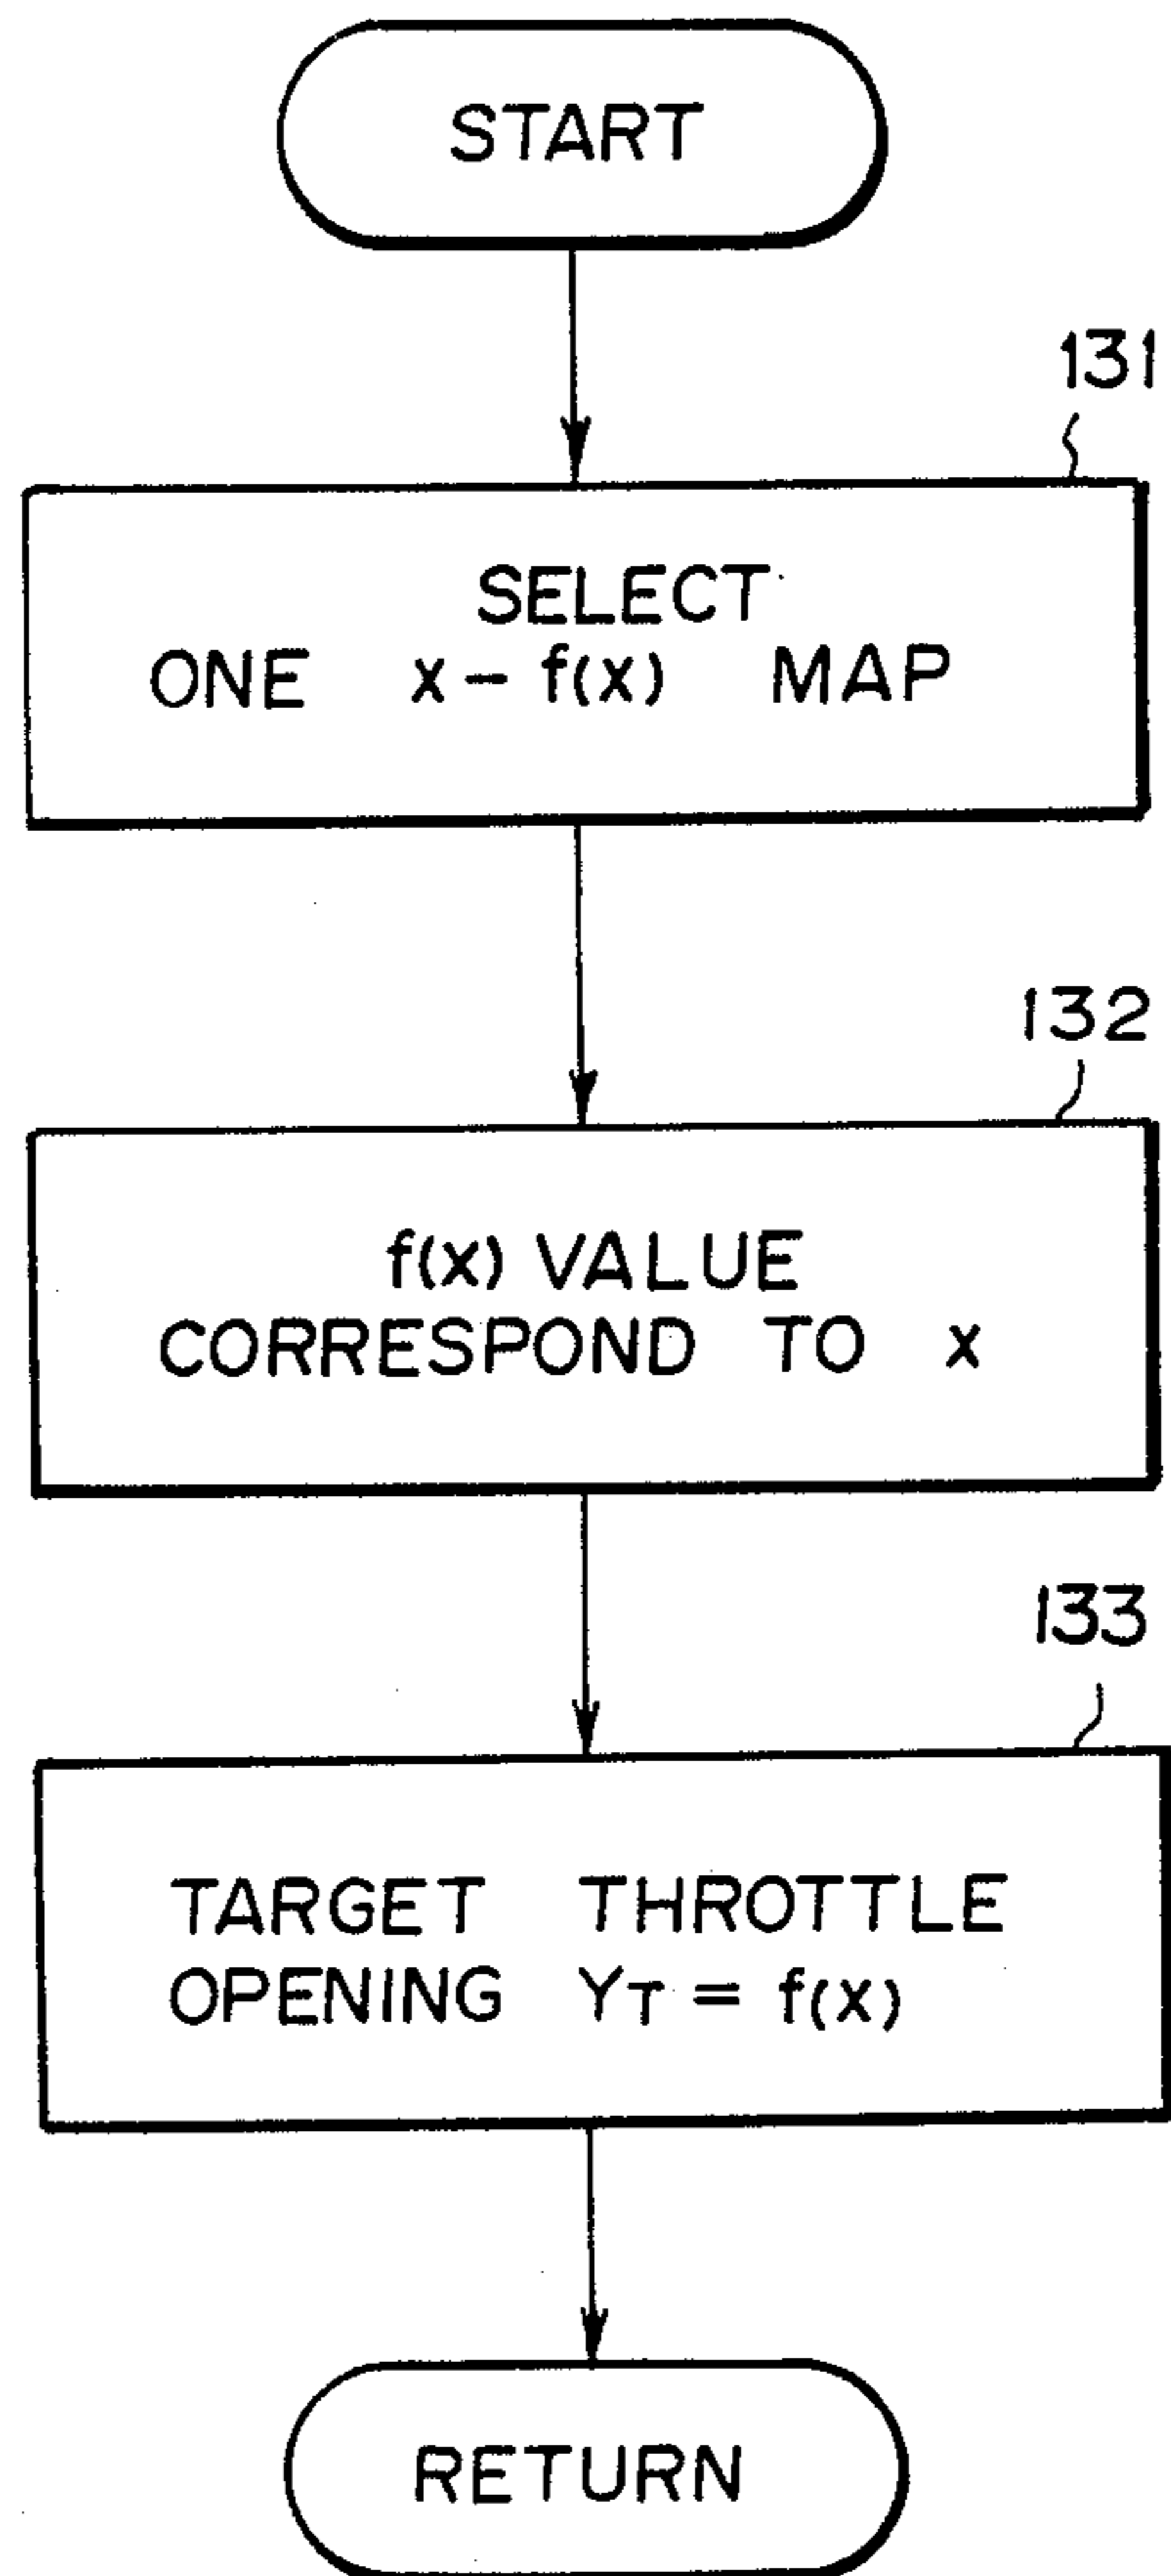 START
131
SELECT
ONE x - f(x) MAP
132
f(x) VALUE
CORRESPOND TO x
133
TARGET THROTTLE
OPENING YT = f(x)
RETURN